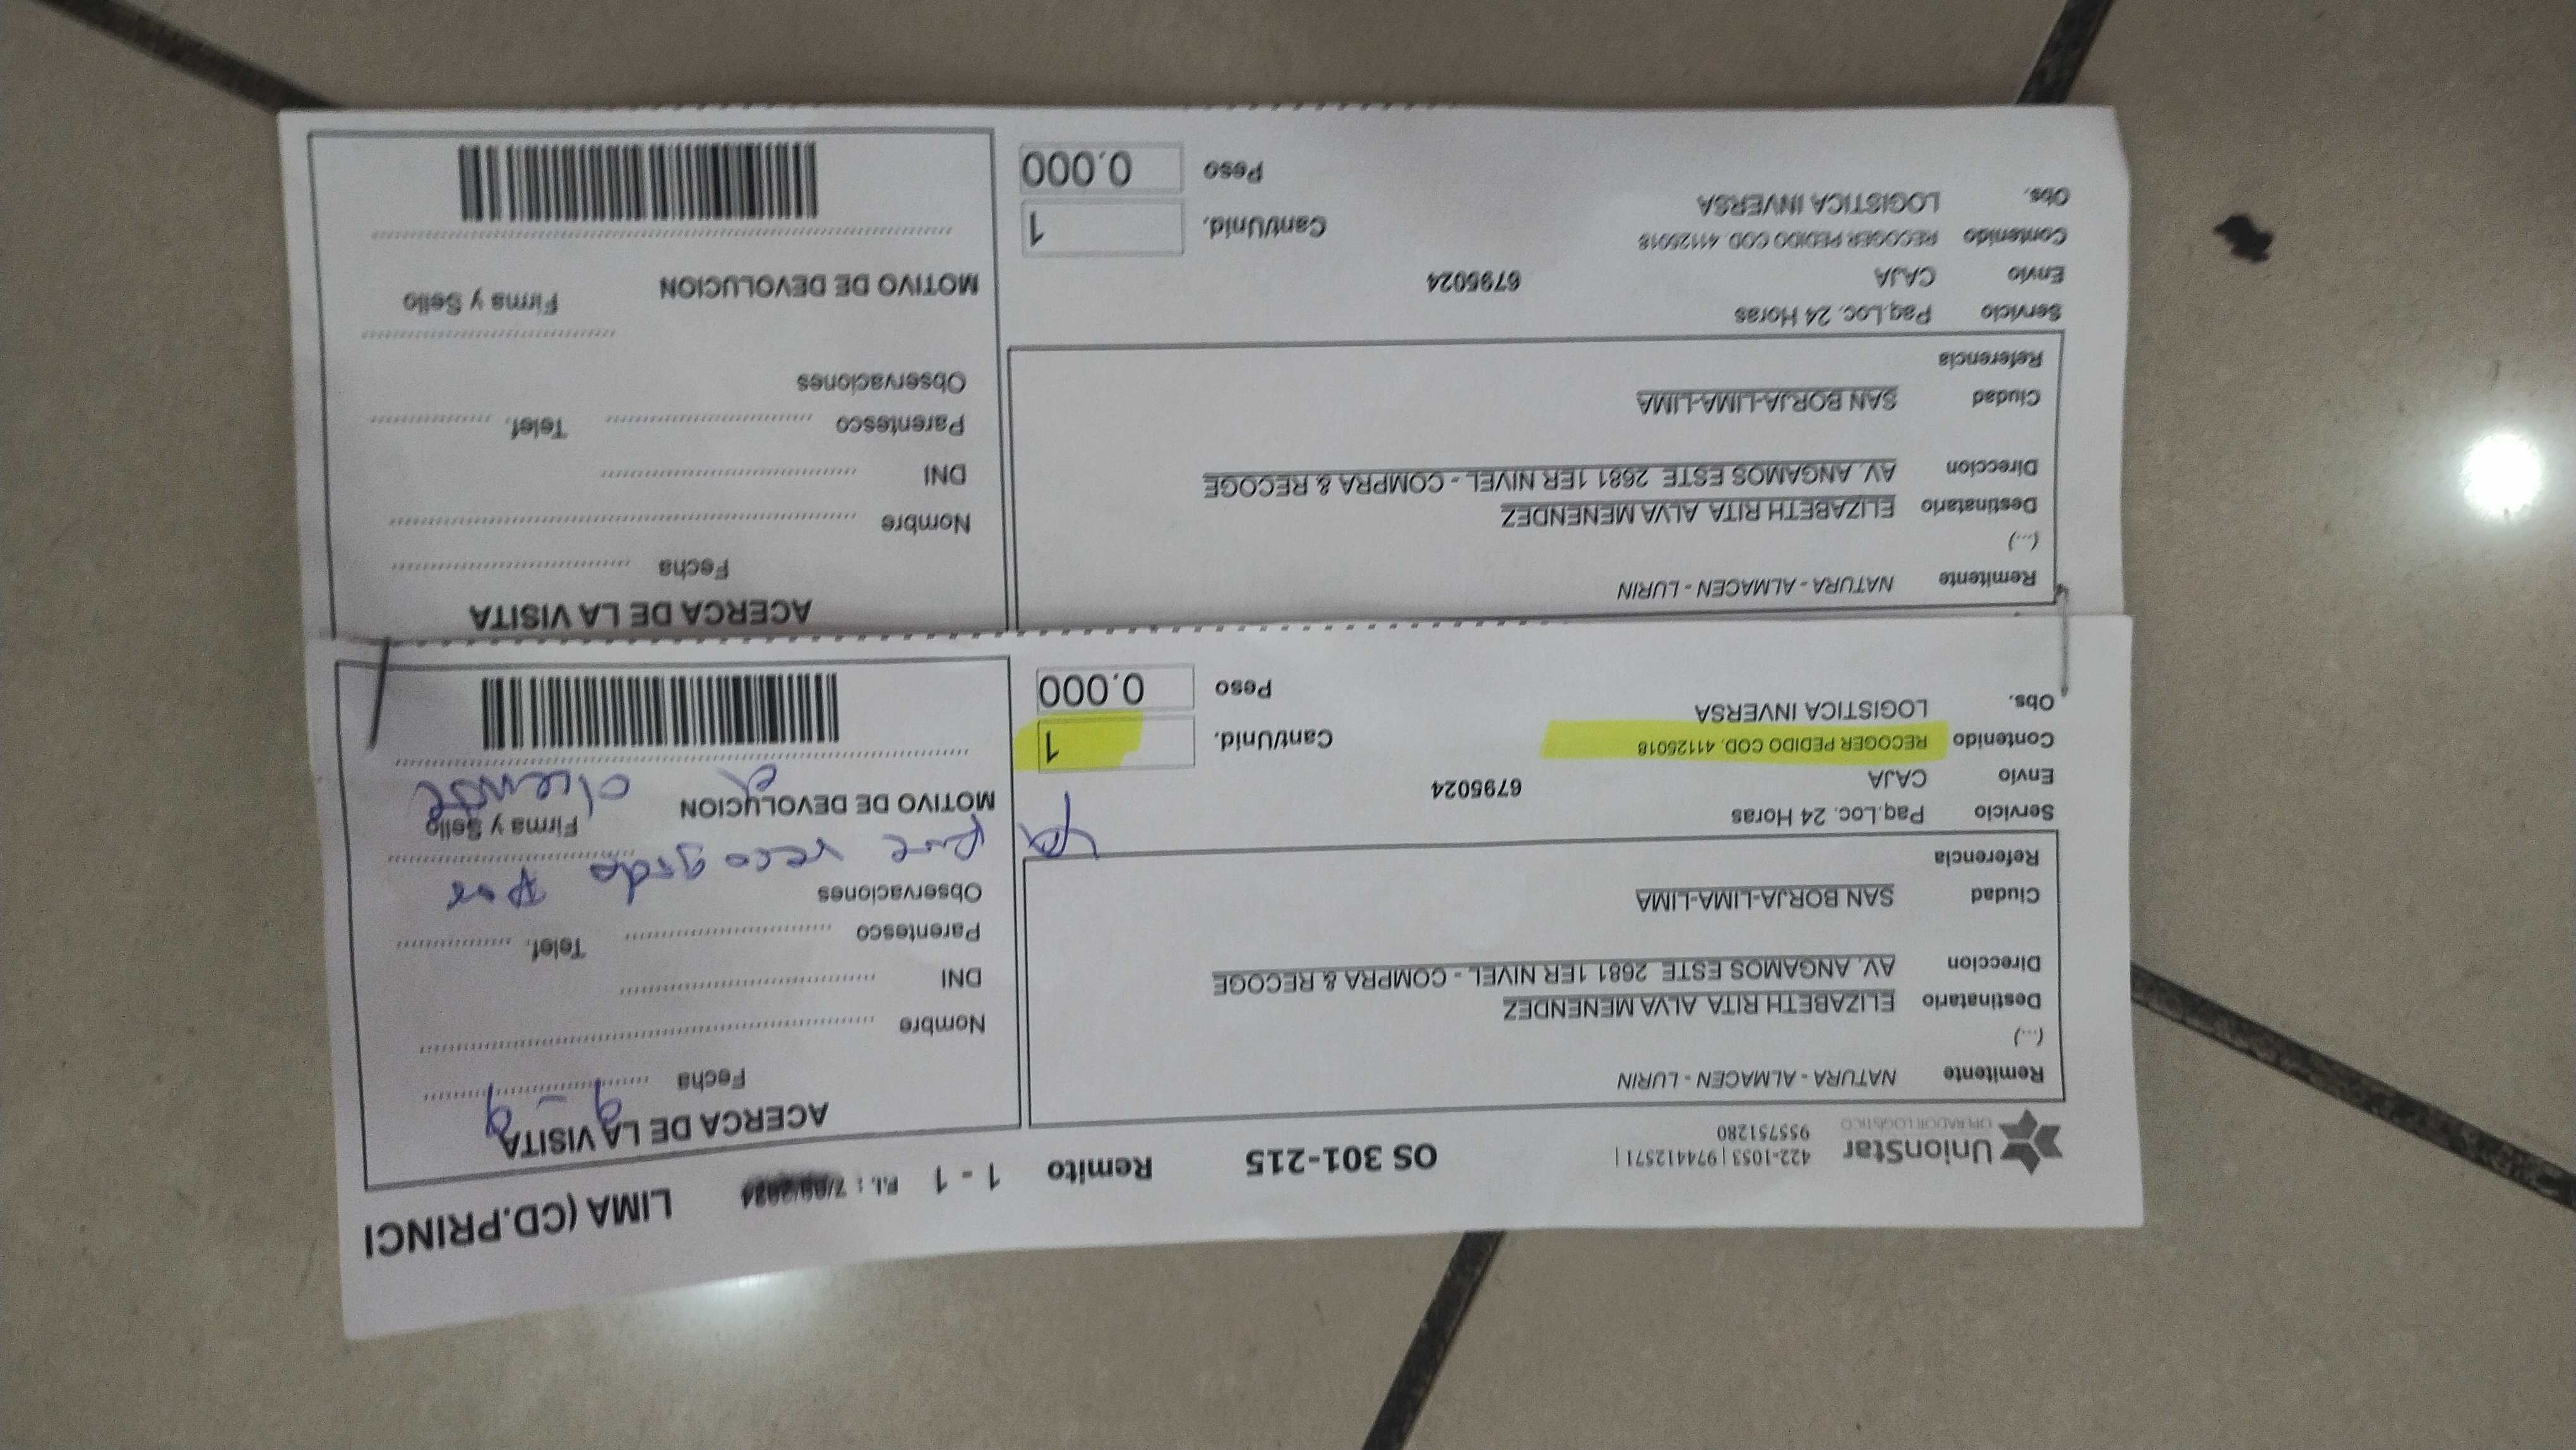 UnionStar
OPERADOR LOGISTICO
422-1053 | 974412571 |
955751280
OS 301-215
Remito 1 - 1
F.I. :
LIMA (CD.PRINCI
Remitente NATURA - ALMACEN - LURIN
(...)
Destinatario ELIZABETH RITA ALVA MENENDEZ
Direccion AV. ANGAMOS ESTE 2681 1ER NIVEL - COMPRA & RECOGE
Ciudad SAN BORJA-LIMA-LIMA
Referencia
Servicio Paq.Loc. 24 Horas
Envio CAJA 6795024
Contenido RECOGER PEDIDO COD. 41125018
Obs. LOGISTICA INVERSA
Cant/Unid. 1
Peso 0.000
ACERCA DE LA VISITA
Fecha 9-9
Nombre
DNI
Parentesco Telef.
Observaciones
ya fue recogido por
Firma y Sello
MOTIVO DE DEVOLUCION
el cliente
Remitente NATURA - ALMACEN - LURIN
(...)
Destinatario ELIZABETH RITA ALVA MENENDEZ
Direccion AV. ANGAMOS ESTE 2681 1ER NIVEL - COMPRA & RECOGE
Ciudad SAN BORJA-LIMA-LIMA
Referencia
Servicio Paq.Loc. 24 Horas
Envio CAJA 6795024
Contenido RECOGER PEDIDO COD. 41125018
Obs. LOGISTICA INVERSA
Cant/Unid. 1
Peso 0.000
ACERCA DE LA VISITA
Fecha
Nombre
DNI
Parentesco Telef.
Observaciones
Firma y Sello
MOTIVO DE DEVOLUCION